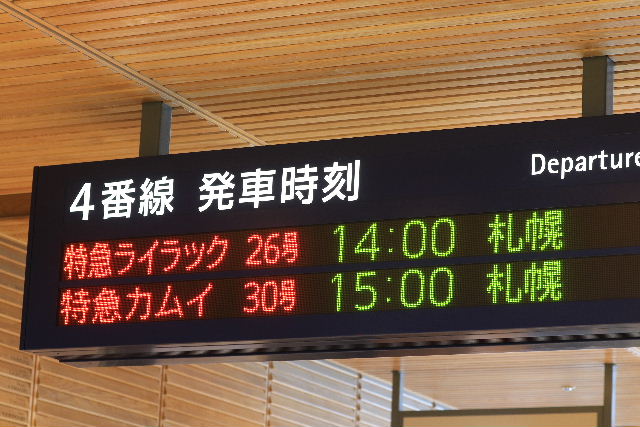 4番線 発車時刻 Departure
特急ライラック 26号 14:00 札幌
特急カムイ 30号 15:00 札幌